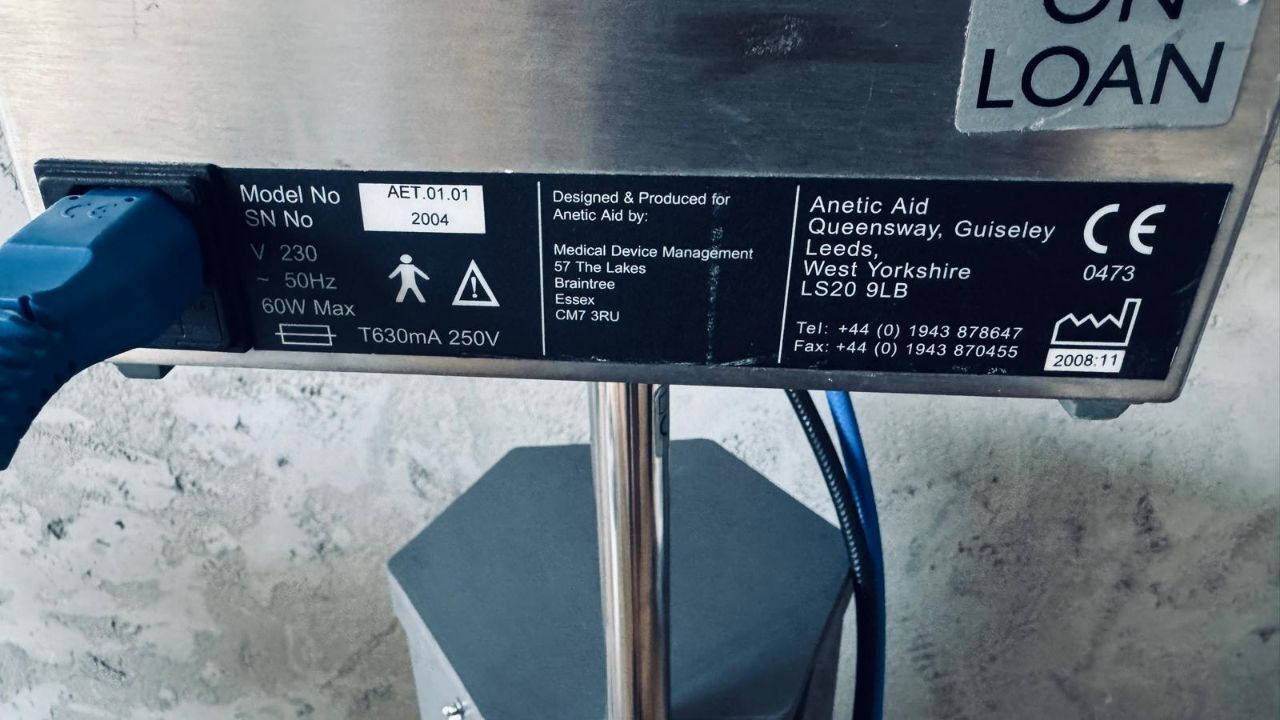 ON
LOAN
Model No AET.01.01
SN No 2004
V 230
~ 50Hz
60W Max
T630mA 250V
Designed & Produced for
Anetic Aid by:
Medical Device Management
57 The Lakes
Braintree
Essex
CM7 3RU
Anetic Aid
Queensway, Guiseley
Leeds,
West Yorkshire
LS20 9LB
Tel: +44 (0) 1943 878647
Fax: +44 (0) 1943 870455
CE
0473
2008:11